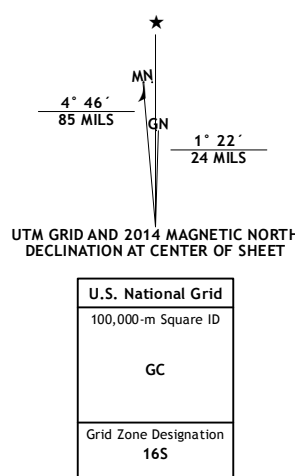 ★
MN
GN
4° 46´
85 MILS
1° 22´
24 MILS
UTM GRID AND 2014 MAGNETIC NORTH
DECLINATION AT CENTER OF SHEET
U.S. National Grid
100,000-m Square ID
GC
Grid Zone Designation
16S